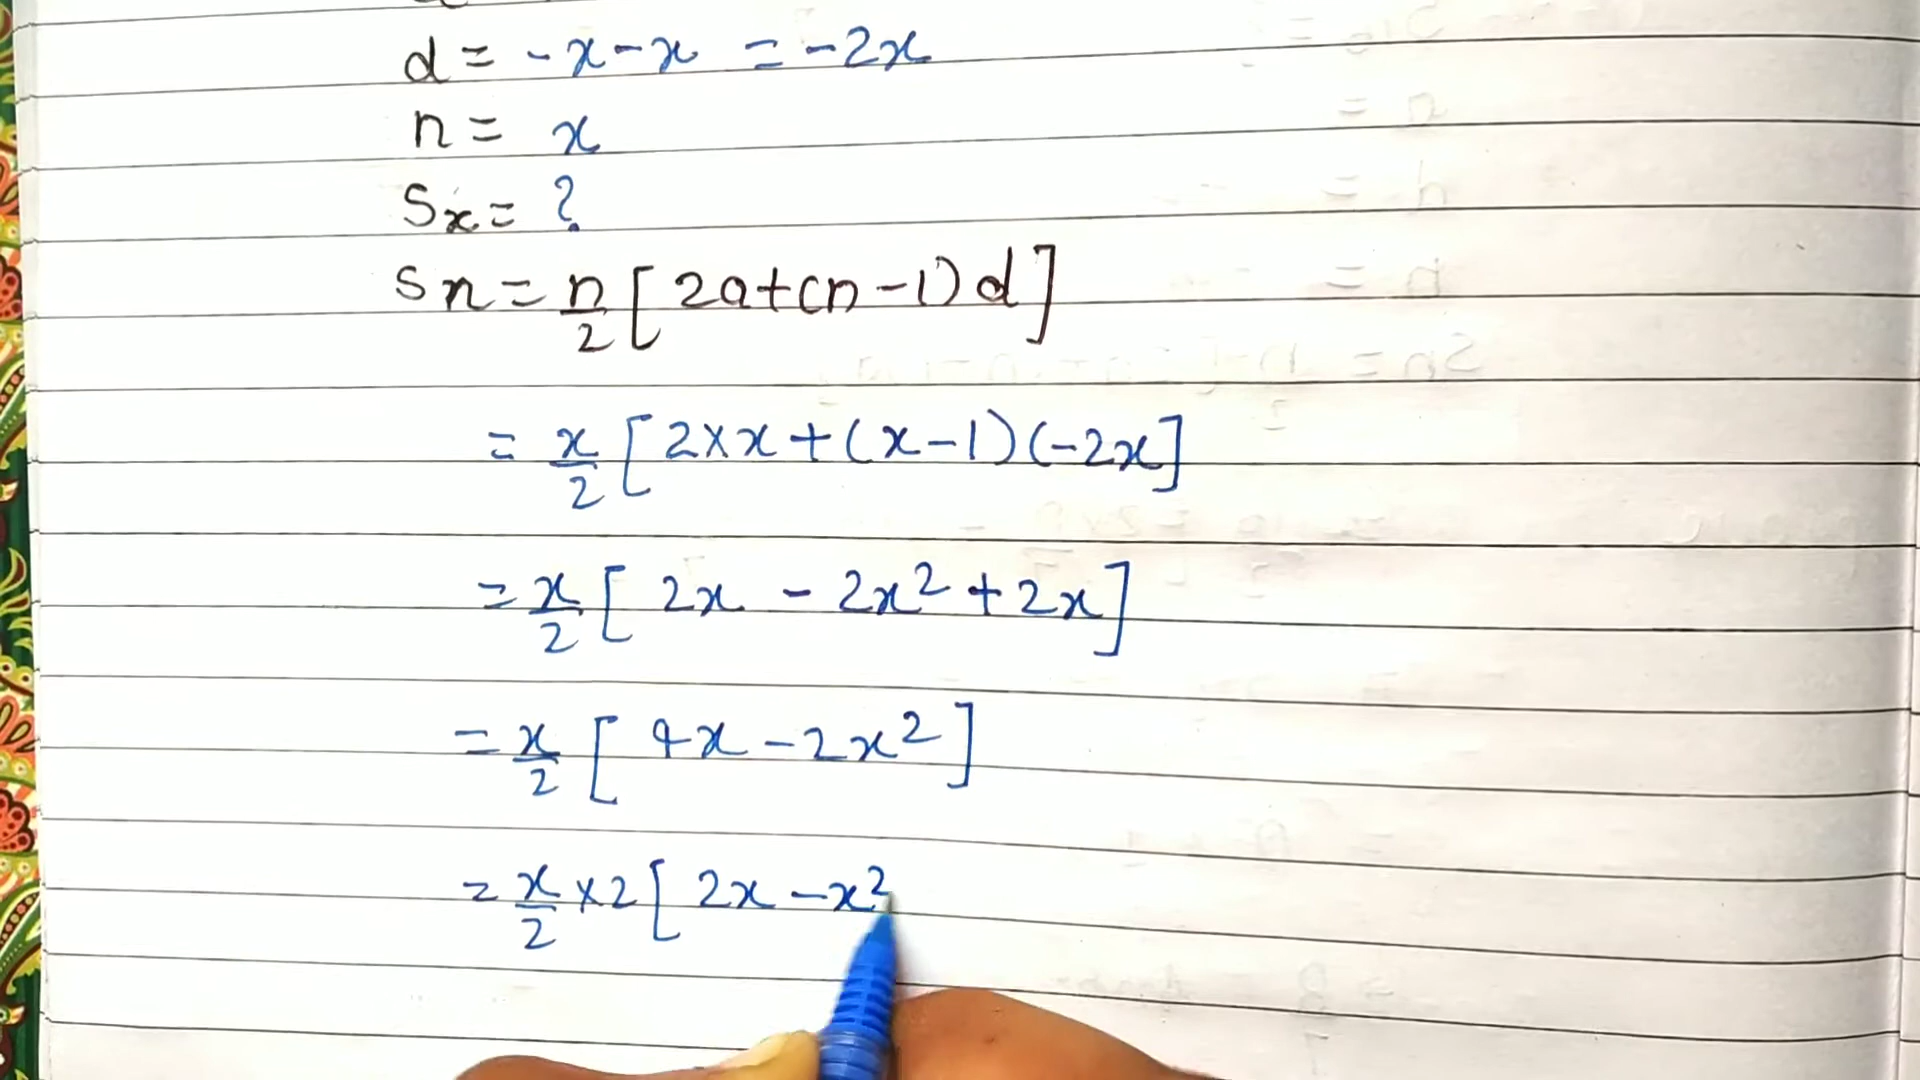 d = -x-x = -2x
n = x
Sx = ?
Sn = n/2 [2a+(n-1)d]
= x/2 [2×x+(x-1)(-2x]
= x/2 [2x - 2x² + 2x]
= x/2 [4x - 2x²]
= x/2 × 2 [2x - x²